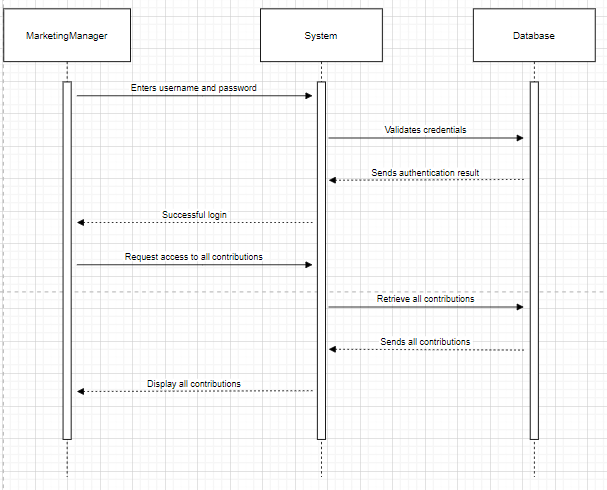 MarketingManager
System
Database
Enters username and password
Validates credentials
Sends authentication result
Successful login
Request access to all contributions
Retrieve all contributions
Sends all contributions
Display all contributions